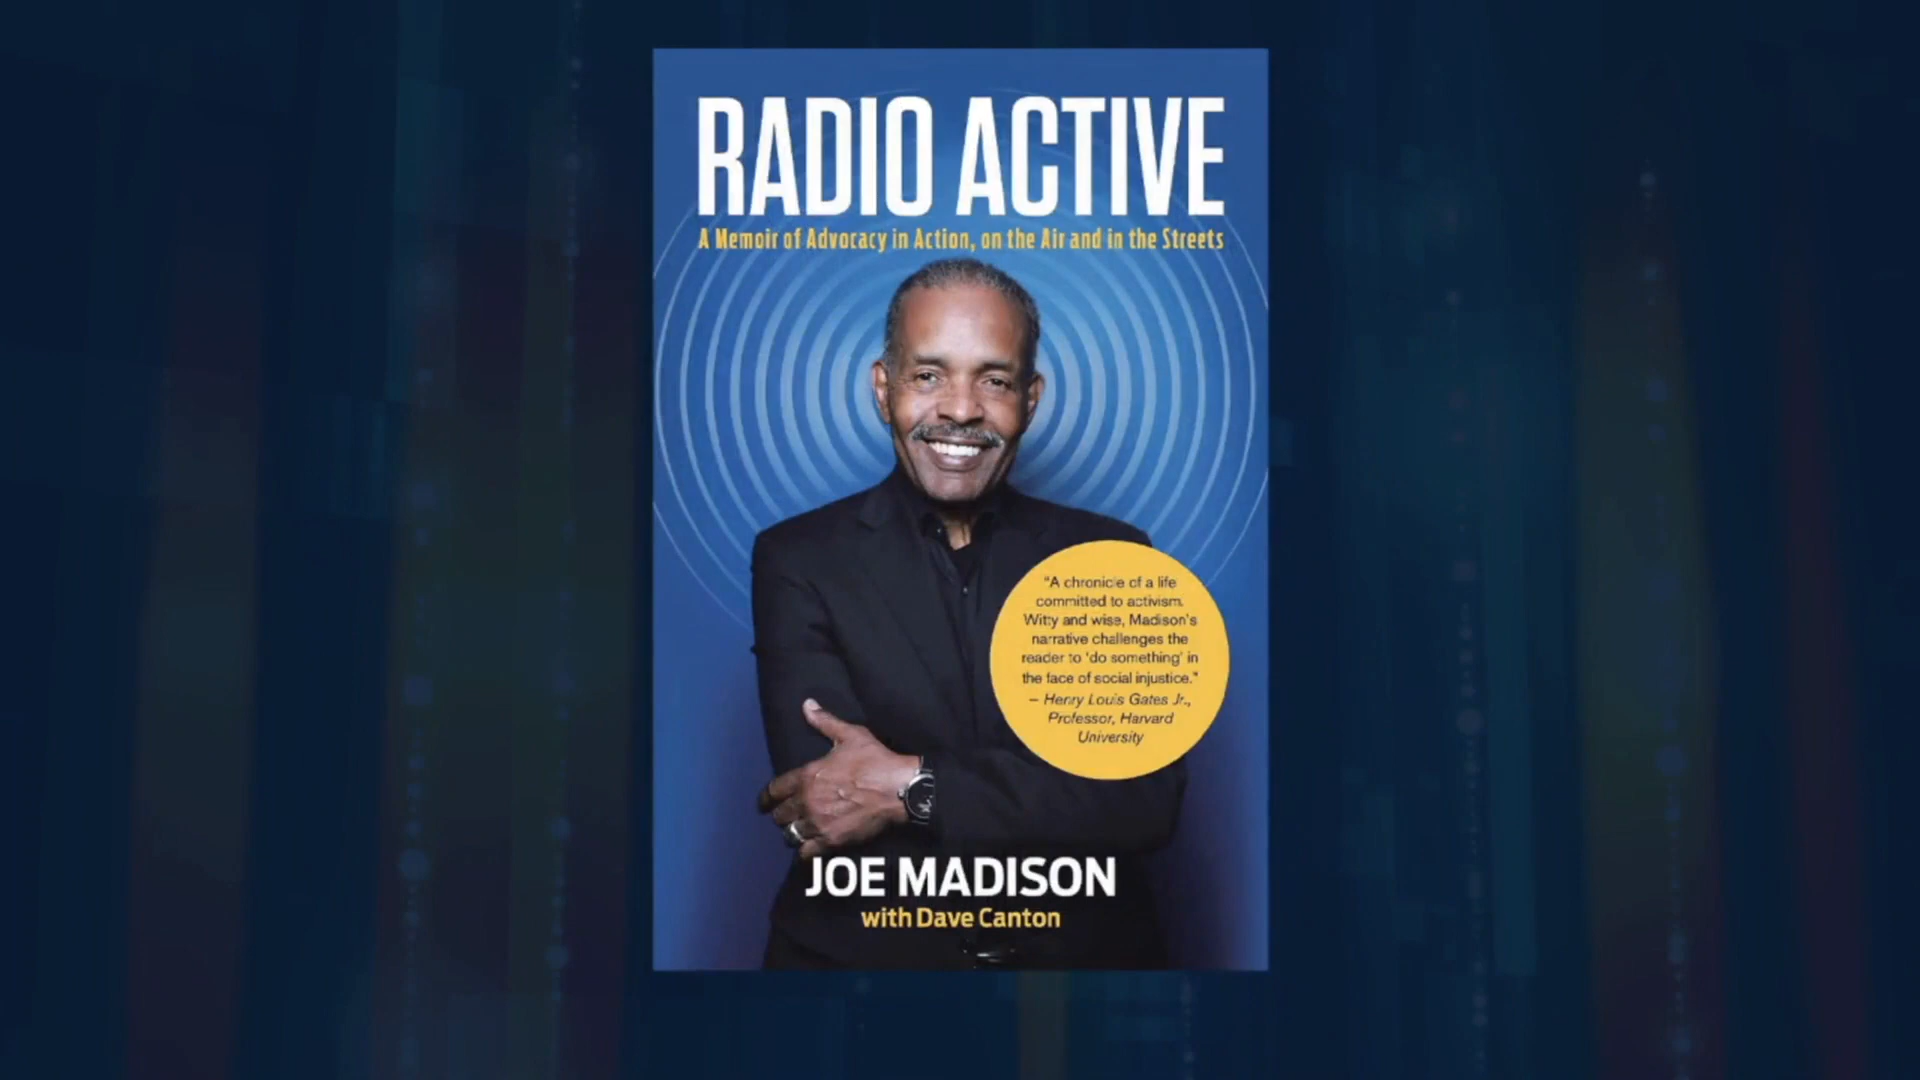 RADIO ACTIVE
A Memoir of Advocacy in Action, on the Air and in the Streets
"A chronicle of a life
committed to activism.
Witty and wise, Madison's
narrative challenges the
reader to 'do something' in
the face of social injustice."
– Henry Louis Gates Jr.,
Professor, Harvard
University
JOE MADISON
with Dave Canton